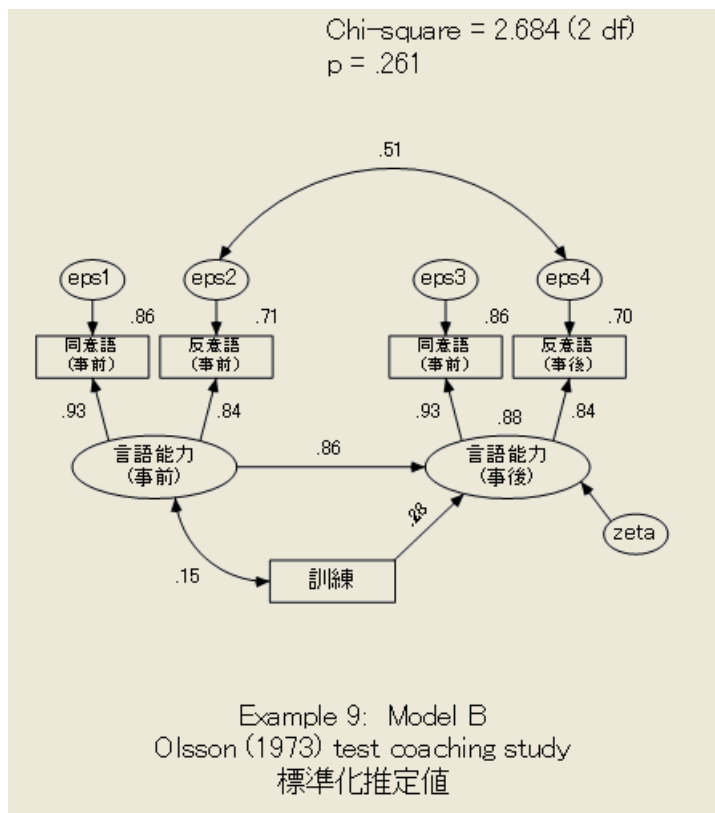 Chi-square = 2.684 (2 df)
p = .261
.51
eps1
eps2
eps3
eps4
.86
.71
.86
.70
同意語
(事前)
反意語
(事前)
同意語
(事前)
反意語
(事後)
.93
.84
.93
.88
.84
言語能力
(事前)
.86
言語能力
(事後)
zeta
.15
訓練
Example 9: Model B
Olsson (1973) test coaching study
標準化推定値